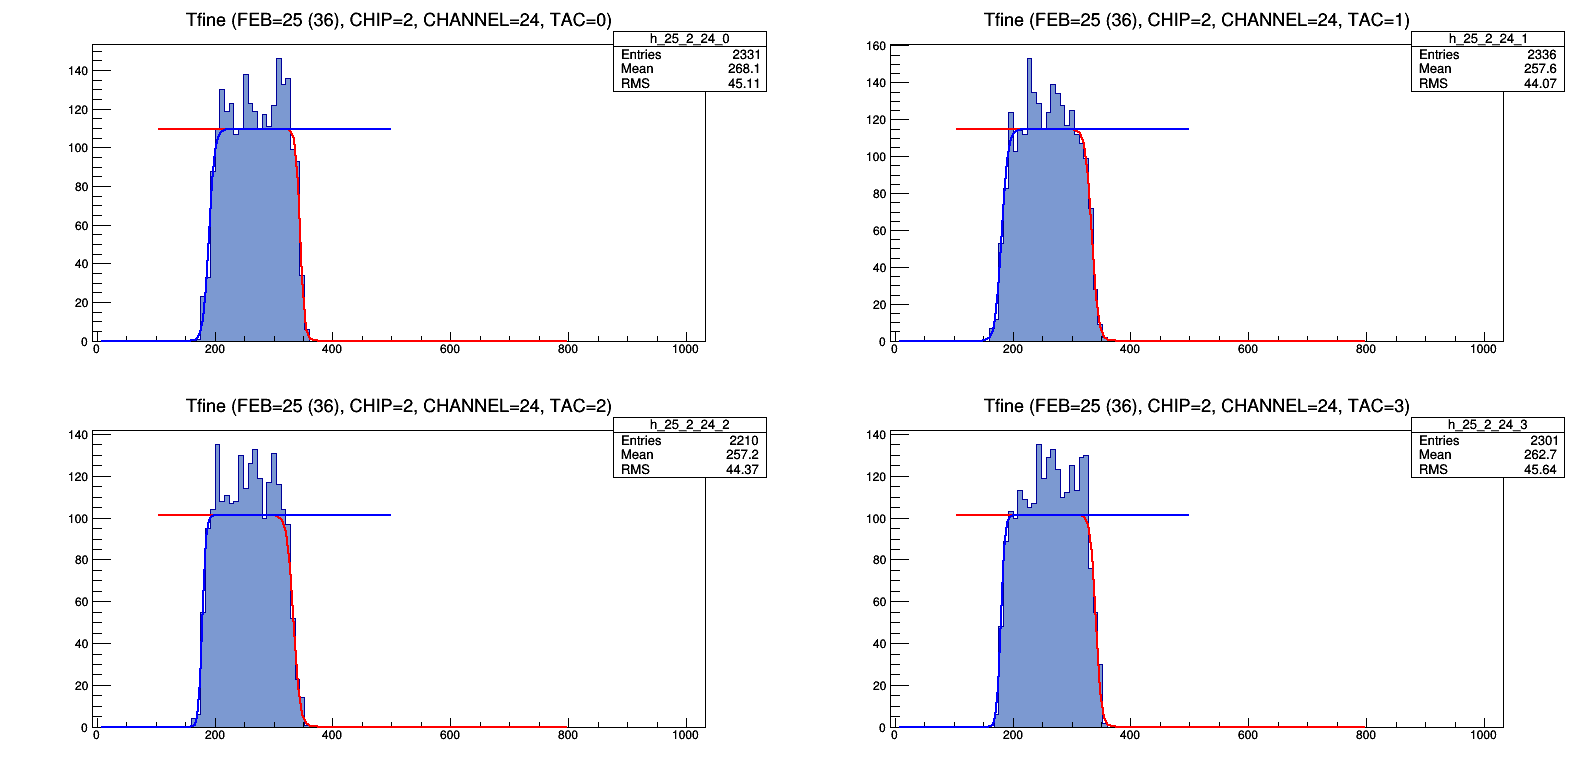 Tfine (FEB=25 (36), CHIP=2, CHANNEL=24, TAC=0)
h_25_2_24_0
Entries 2331
Mean 268.1
RMS 45.11
140
120
100
80
60
40
20
0
0 200 400 600 800 1000
Tfine (FEB=25 (36), CHIP=2, CHANNEL=24, TAC=1)
h_25_2_24_1
Entries 2336
Mean 257.6
RMS 44.07
160
140
120
100
80
60
40
20
0
0 200 400 600 800 1000
Tfine (FEB=25 (36), CHIP=2, CHANNEL=24, TAC=2)
h_25_2_24_2
Entries 2210
Mean 257.2
RMS 44.37
140
120
100
80
60
40
20
0
0 200 400 600 800 1000
Tfine (FEB=25 (36), CHIP=2, CHANNEL=24, TAC=3)
h_25_2_24_3
Entries 2301
Mean 262.7
RMS 45.64
140
120
100
80
60
40
20
0
0 200 400 600 800 1000